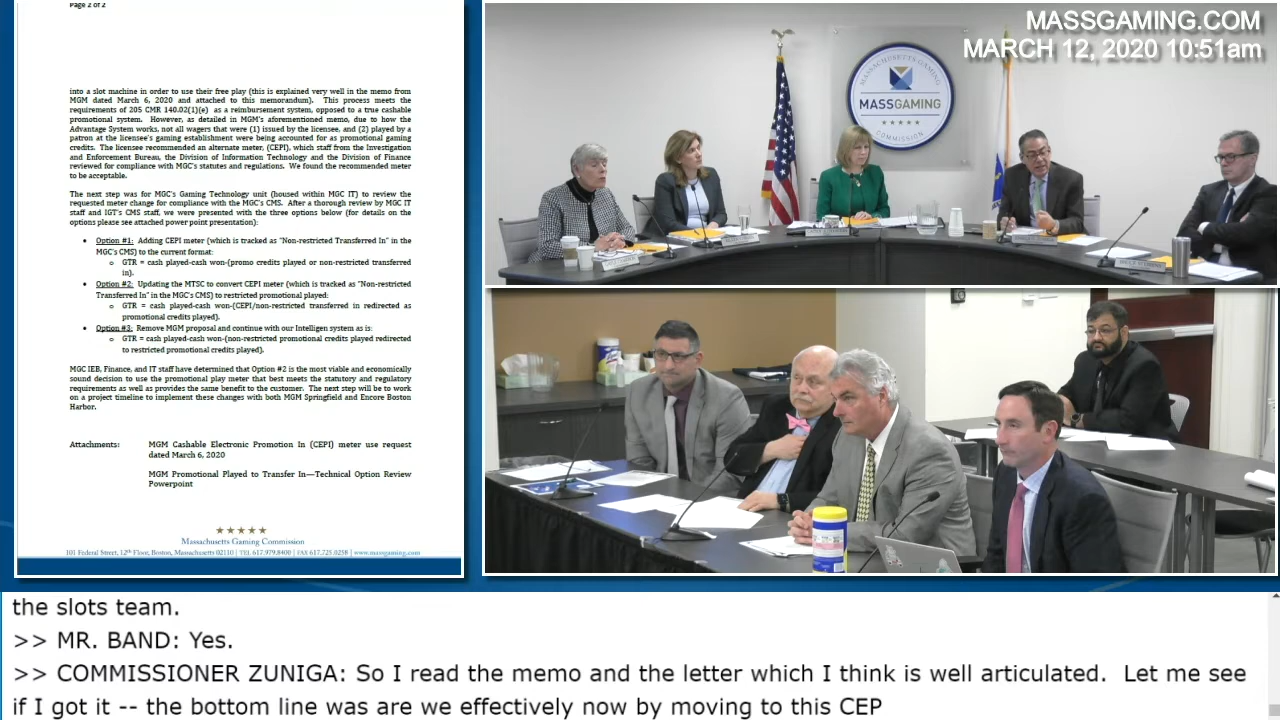 Page 2 of 2
into a slot machine in order to use their free play (this is explained very well in the memo from
MGM dated March 6, 2020 and attached to this memorandum). This process meets the
requirements of 205 CMR 140.02(1)(e) as a reimbursement system, opposed to a true cashable
promotional system. However, as detailed in MGM's aforementioned memo, due to how the
Advantage System works, not all wagers that were (1) issued by the licensee, and (2) played by a
patron at the licensee's gaming establishment were being accounted for as promotional gaming
credits. The licensee recommended an alternate meter, (CEPI), which staff from the Investigation
and Enforcement Bureau, the Division of Information Technology and the Division of Finance
reviewed for compliance with MGC's statutes and regulations. We found the recommended meter
to be acceptable.
The next step was for MGC's Gaming Technology unit (housed within MGC IT) to review the
requested meter change for compliance with the MGC's CMS. After a thorough review by MGC IT
staff and IGT's CMS staff, we were presented with the three options below (for details on the
options please see attached power point presentation):
• Option #1: Adding CEPI meter (which is tracked as "Non-restricted Transferred In" in the
MGC's CMS) to the current format:
o GTR = cash played-cash won-(promo credits played or non-restricted transferred
in).
• Option #2: Updating the MTSC to convert CEPI meter (which is tracked as "Non-restricted
Transferred In" in the MGC's CMS) to restricted promotional played:
o GTR = cash played-cash won-(CEPI/non-restricted transferred in redirected as
promotional credits played).
• Option #3: Remove MGM proposal and continue with our Intelligen system as is:
o GTR = cash played-cash won-(non-restricted promotional credits played redirected
to restricted promotional credits played).
MGC IEB, Finance, and IT staff have determined that Option #2 is the most viable and economically
sound decision to use the promotional play meter that best meets the statutory and regulatory
requirements as well as provides the same benefit to the customer. The next step will be to work
on a project timeline to implement these changes with both MGM Springfield and Encore Boston
Harbor.
Attachments: MGM Cashable Electronic Promotion In (CEPI) meter use request
dated March 6, 2020
MGM Promotional Played to Transfer In—Technical Option Review
Powerpoint
★★★★★
Massachusetts Gaming Commission
101 Federal Street, 12th Floor, Boston, Massachusetts 02110 | TEL 617.979.8400 | FAX 617.725.0258 | www.massgaming.com
MASSGAMING.COM
MARCH 12, 2020 10:51am
MASSACHUSETTS GAMING
MASSGAMING
★★★★★
COMMISSION
the slots team.
>> MR. BAND: Yes.
>> COMMISSIONER ZUNIGA: So I read the memo and the letter which I think is well articulated. Let me see
if I got it -- the bottom line was are we effectively now by moving to this CEP